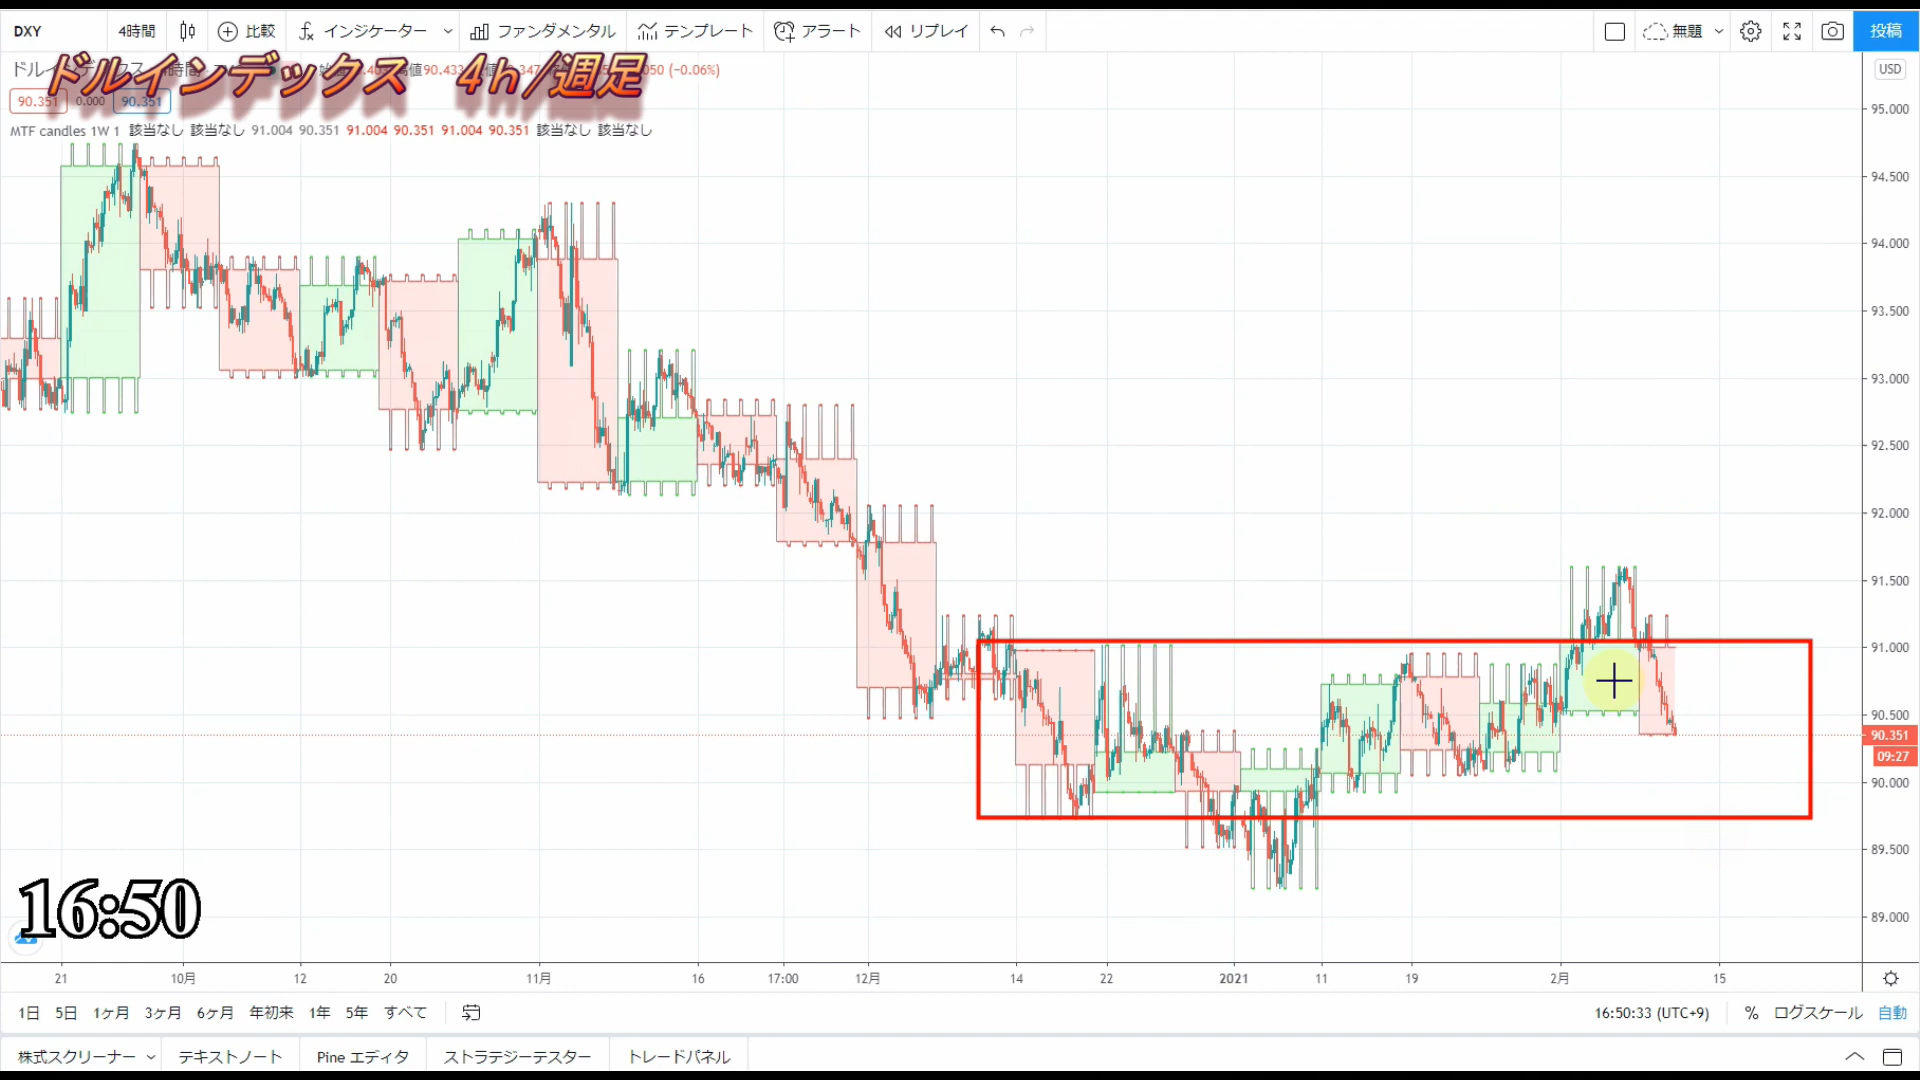 DXY 4時間 比較 インジケーター ファンダメンタル テンプレート アラート リプレイ 無題 投稿
ドルインデックス 4h/週足
90.433 (−0.06%) USD
90.351 0.000 90.351
MTF candles 1W 1 該当なし 該当なし 91.004 90.351 91.004 90.351 91.004 90.351 該当なし 該当なし
95.000
94.500
94.000
93.500
93.000
92.500
92.000
91.500
91.000
90.500
90.351
09:27
90.000
89.500
89.000
16:50
21 10月 12 20 11月 16 17:00 12月 14 22 2021 11 19 2月 15
1日 5日 1ヶ月 3ヶ月 6ヶ月 年初来 1年 5年 すべて 16:50:33 (UTC+9) % ログスケール 自動
株式スクリーナー テキストノート Pine エディタ ストラテジーテスター トレードパネル